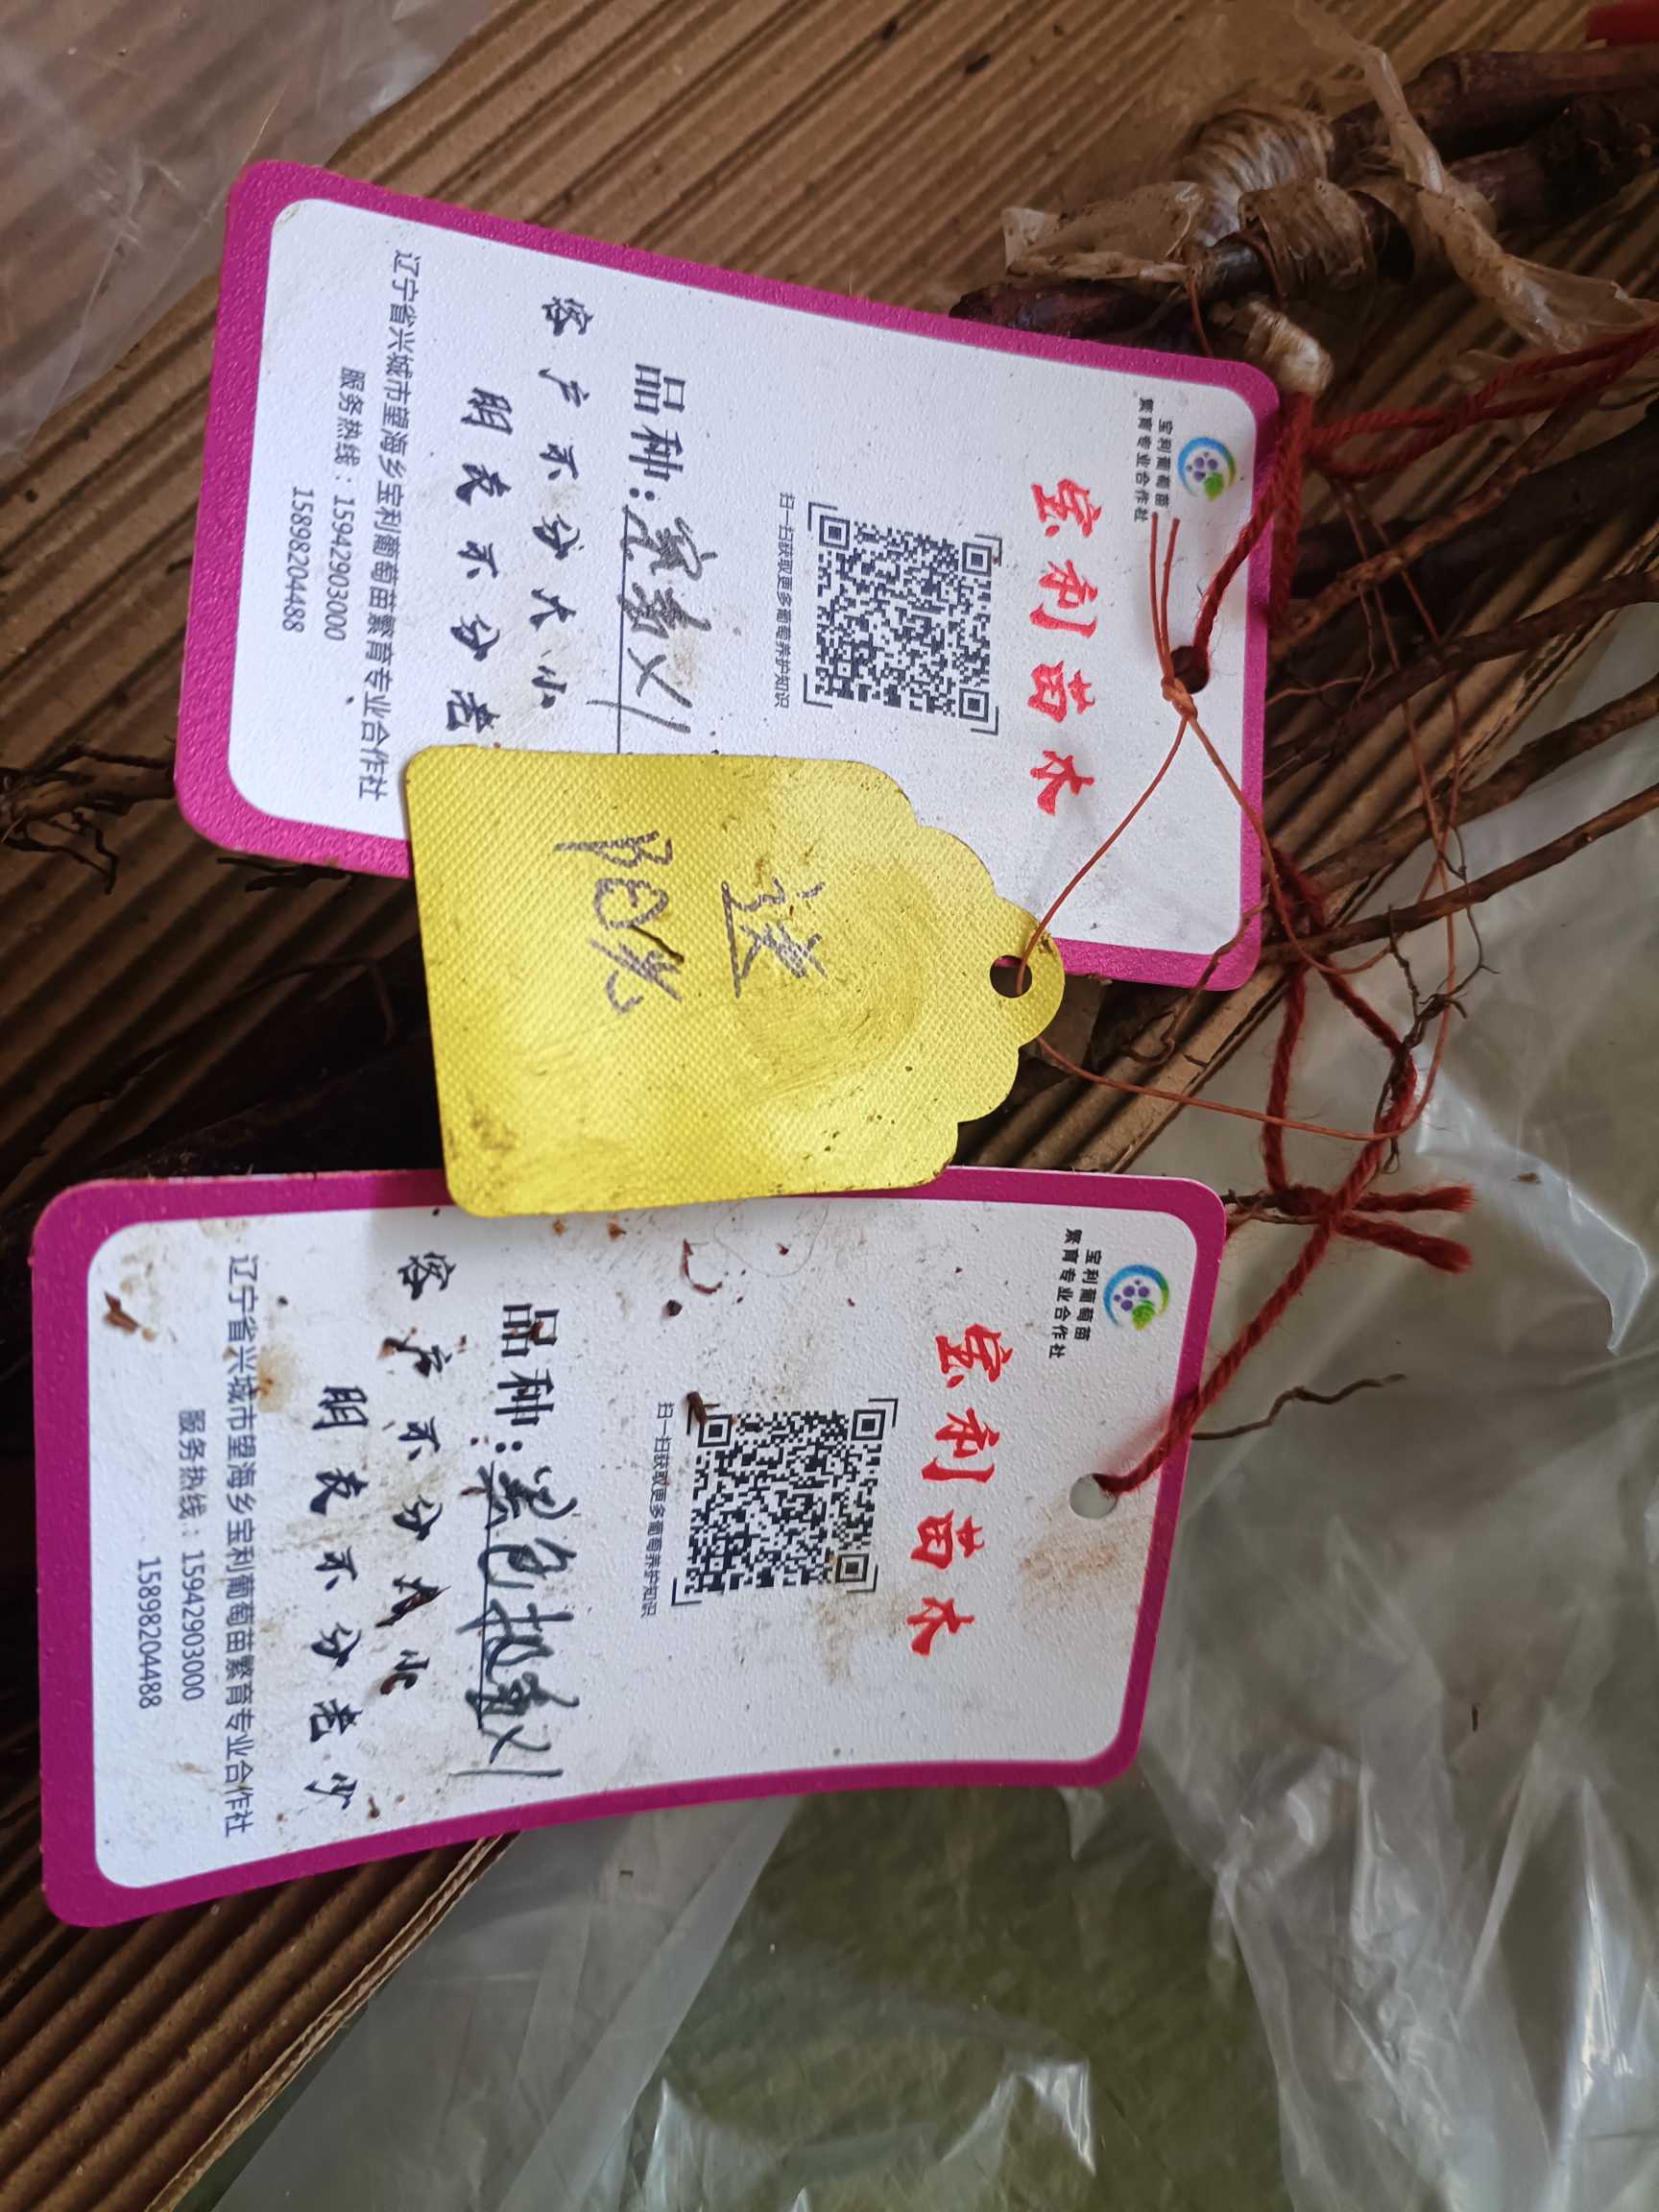 宝利葡萄苗
繁育专业合作社
宝利苗木
扫一扫获取更多葡萄养护知识
品种:
客户不分大小
朋友不分老
辽宁省兴城市望海乡宝利葡萄苗繁育专业合作社
服务热线：15942903000
15898204488
送
阳光
宝利葡萄苗
繁育专业合作社
宝利苗木
扫一扫获取更多葡萄养护知识
品种:黑色
客户不分大小
朋友不分老少
辽宁省兴城市望海乡宝利葡萄苗繁育专业合作社
服务热线：15942903000
15898204488